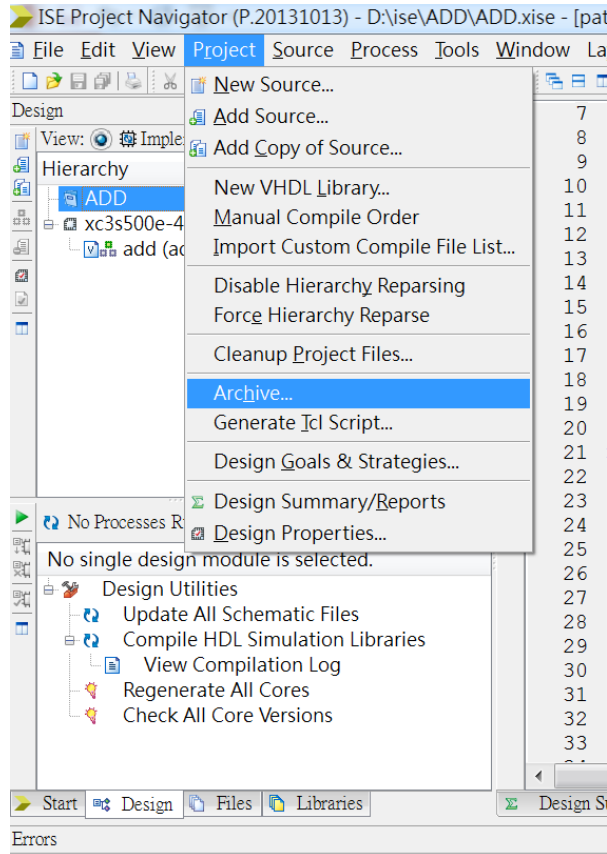 ISE Project Navigator (P.20131013) - D:\ise\ADD\ADD.xise - [pat
File Edit View Project Source Process Tools Window La
New Source...
Add Source...
Add Copy of Source...
New VHDL Library...
Manual Compile Order
Import Custom Compile File List...
Disable Hierarchy Reparsing
Force Hierarchy Reparse
Cleanup Project Files...
Archive...
Generate Tcl Script...
Design Goals & Strategies...
Design Summary/Reports
Design Properties...
Design
View: Imple
Hierarchy
ADD
xc3s500e-4
add (ad
7
8
9
10
11
12
13
14
15
16
17
18
19
20
21
22
23
24
25
26
27
28
29
30
31
32
33
No Processes R
No single design module is selected.
Design Utilities
Update All Schematic Files
Compile HDL Simulation Libraries
View Compilation Log
Regenerate All Cores
Check All Core Versions
Start Design Files Libraries
Σ Design Su
Errors